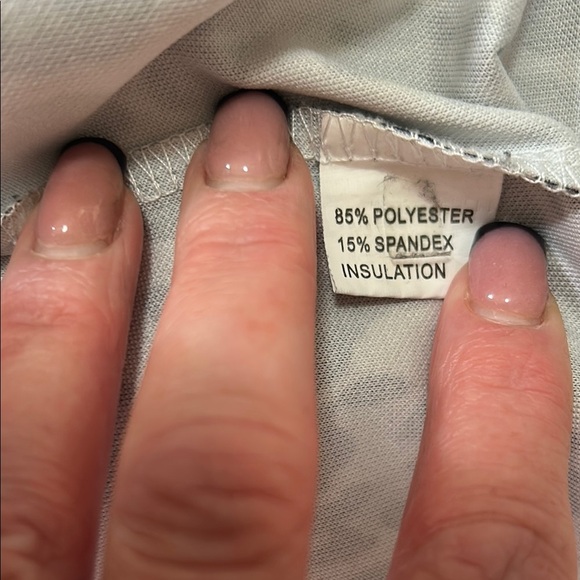 85% POLYESTER
15% SPANDEX
INSULATION